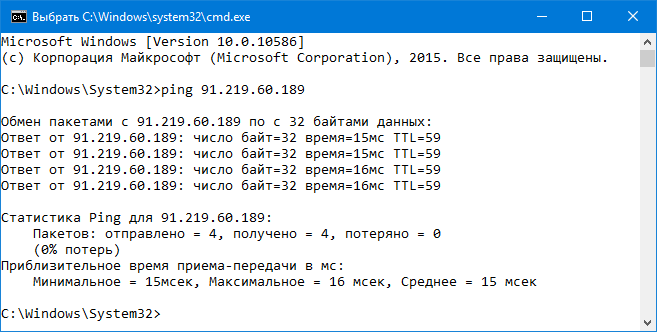 Выбрать C:\Windows\system32\cmd.exe
Microsoft Windows [Version 10.0.10586]
(c) Корпорация Майкрософт (Microsoft Corporation), 2015. Все права защищены.
C:\Windows\System32>ping 91.219.60.189
Обмен пакетами с 91.219.60.189 по с 32 байтами данных:
Ответ от 91.219.60.189: число байт=32 время=15мс TTL=59
Ответ от 91.219.60.189: число байт=32 время=15мс TTL=59
Ответ от 91.219.60.189: число байт=32 время=16мс TTL=59
Ответ от 91.219.60.189: число байт=32 время=16мс TTL=59
Статистика Ping для 91.219.60.189:
Пакетов: отправлено = 4, получено = 4, потеряно = 0
(0% потерь)
Приблизительное время приема-передачи в мс:
Минимальное = 15мсек, Максимальное = 16 мсек, Среднее = 15 мсек
C:\Windows\System32>